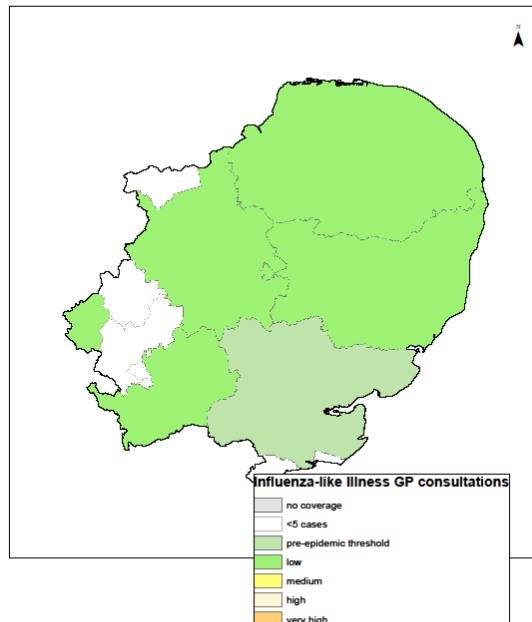 N
Influenza-like Illness GP consultations
no coverage
<5 cases
pre-epidemic threshold
low
medium
high
very high